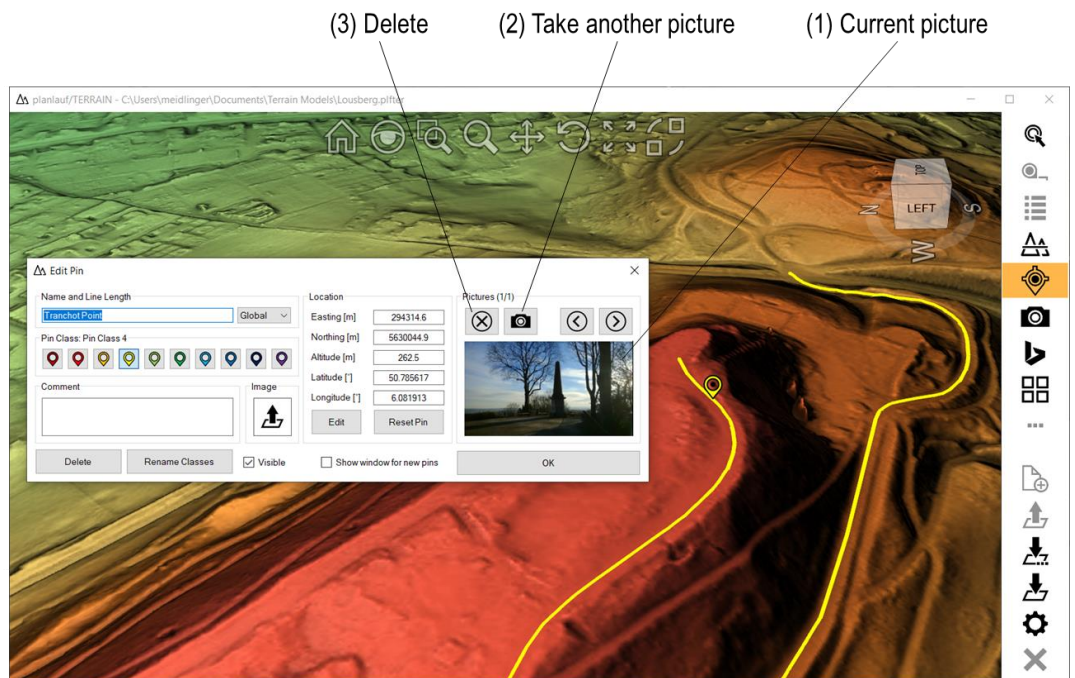 (3) Delete (2) Take another picture (1) Current picture
planlauf/TERRAIN - C:\Users\meidlinger\Documents\Terrain Models\Lousberg.plfter
TOP
LEFT
N
S
W
Edit Pin
Name and Line Length
Tranchot Point
Global
Pin Class: Pin Class 4
Comment
Image
Location
Easting [m] 294314.6
Northing [m] 5630044.9
Altitude [m] 262.5
Latitude [°] 50.785617
Longitude [°] 6.081913
Edit
Reset Pin
Pictures (1/1)
Delete
Rename Classes
Visible
Show window for new pins
OK